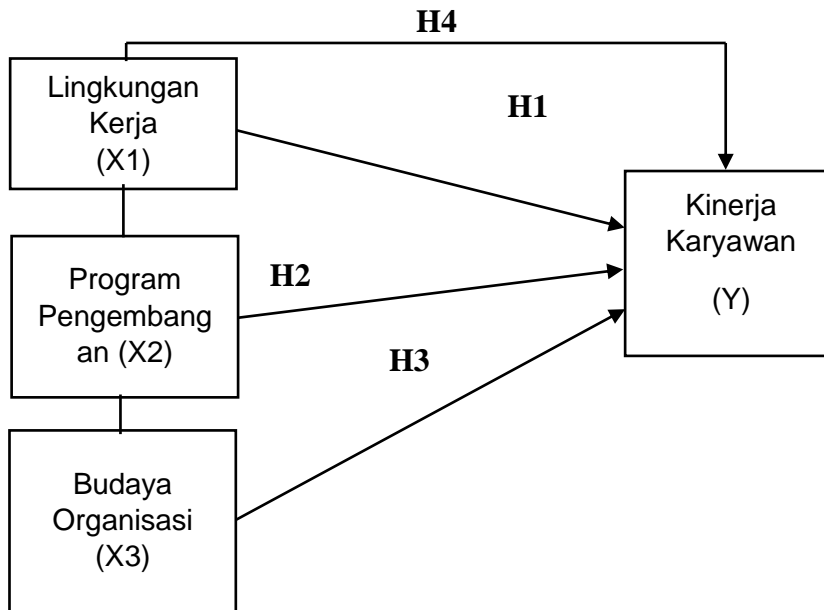 H4
Lingkungan
Kerja
(X1)
H1
Kinerja
Karyawan
(Y)
Program
Pengembang
an (X2)
H2
H3
Budaya
Organisasi
(X3)